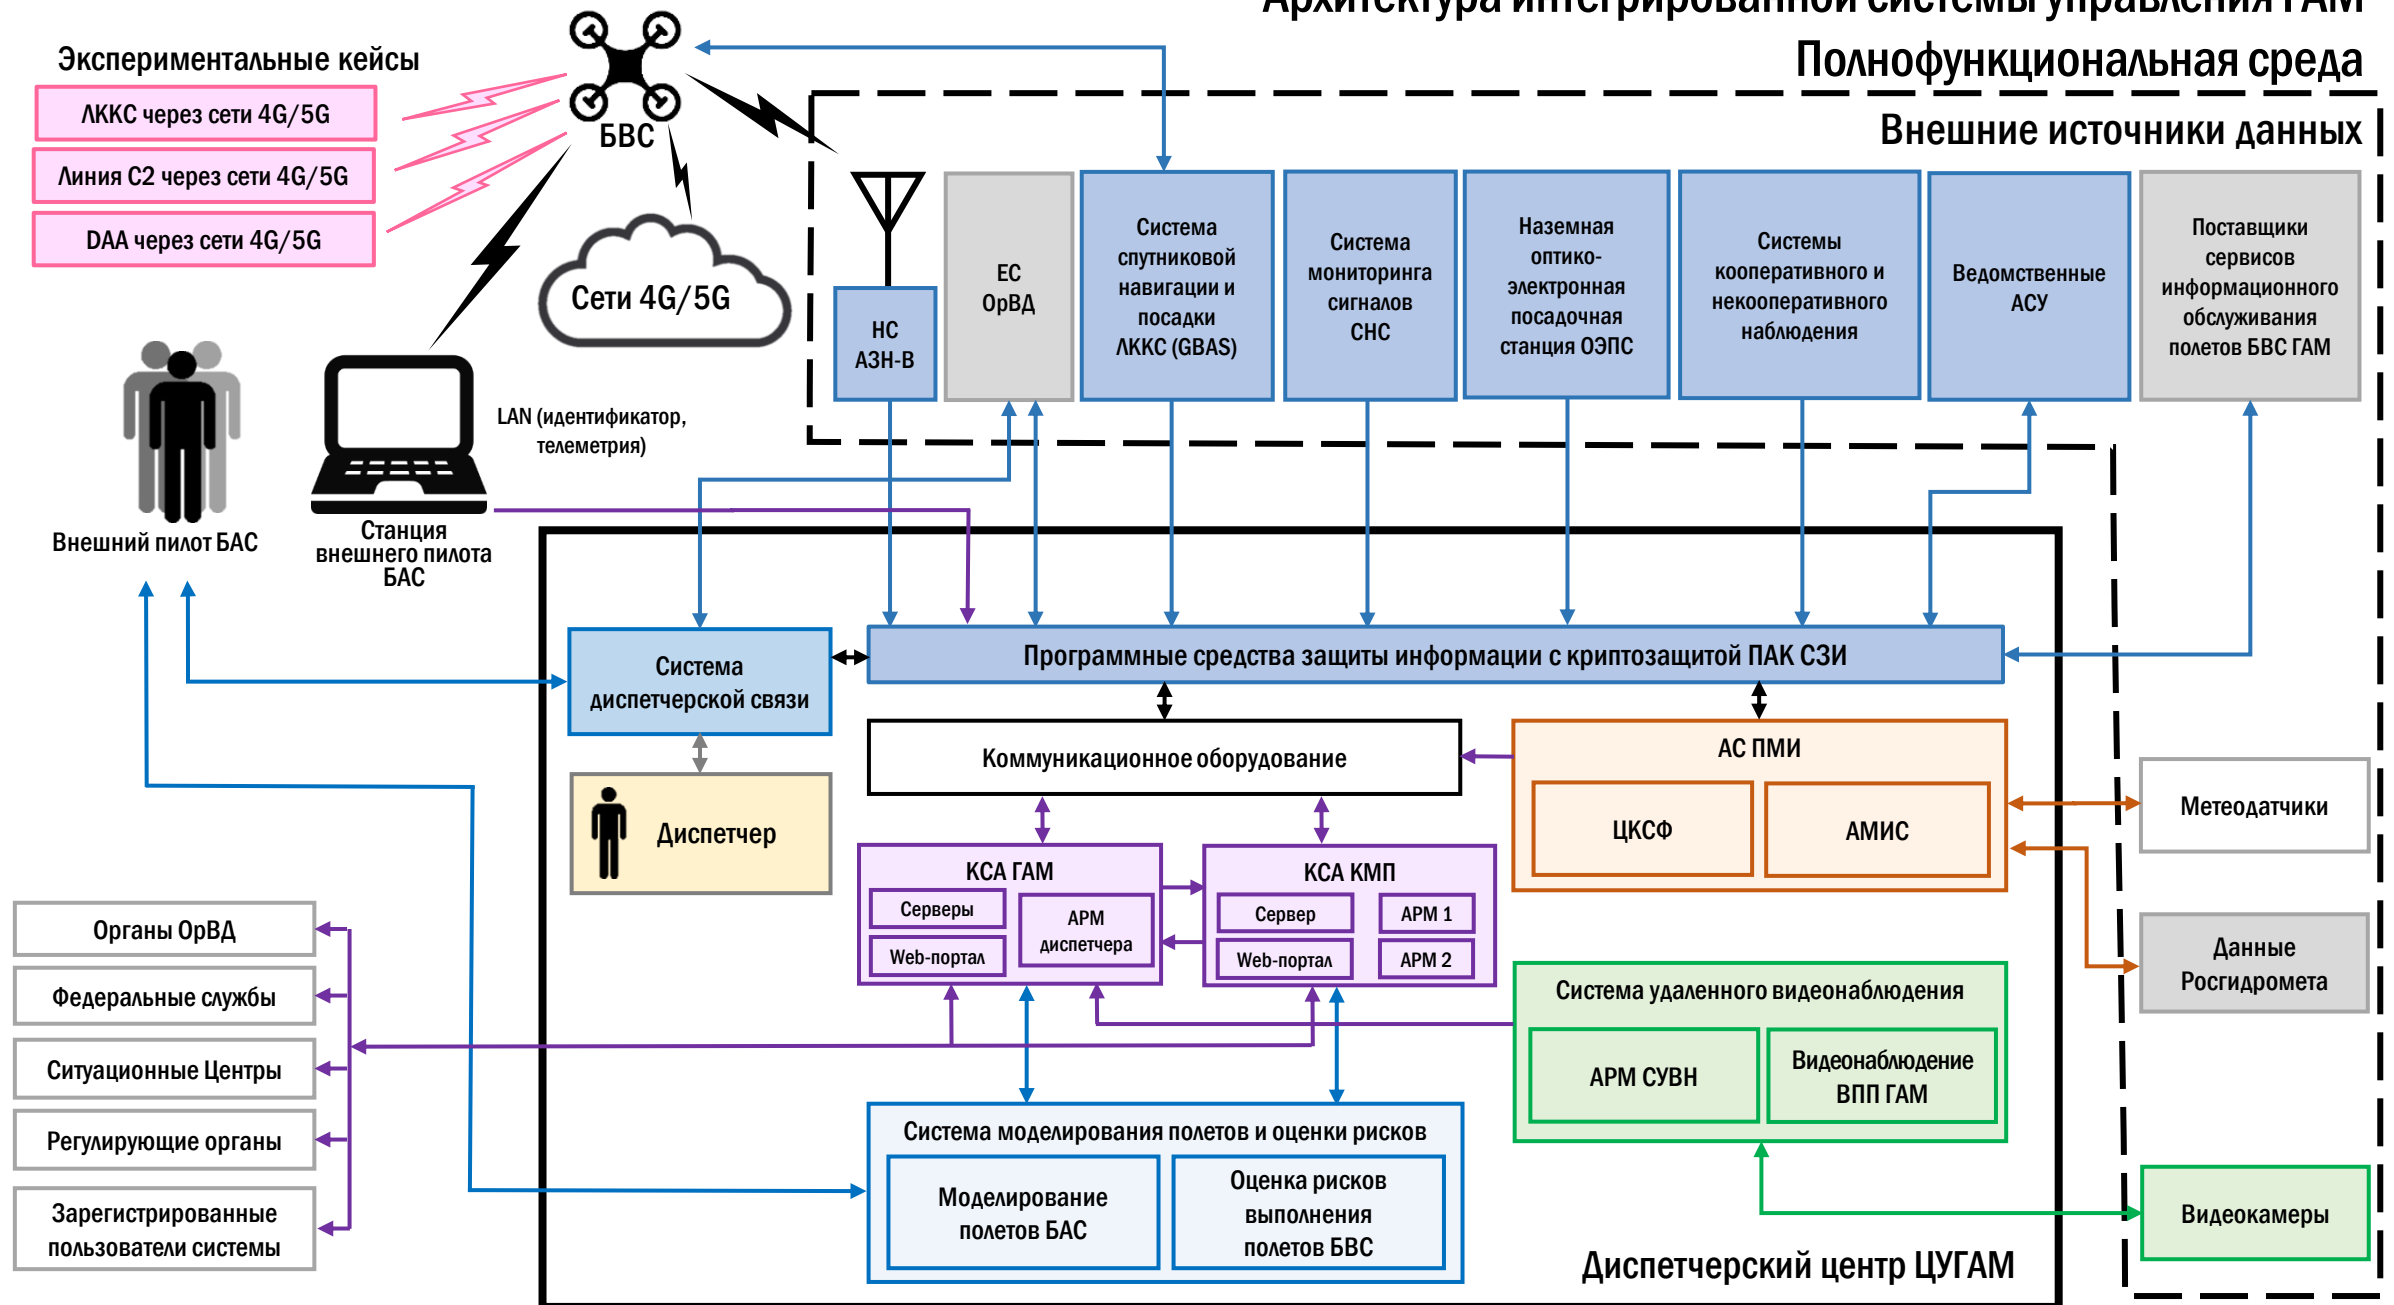 Архитектура интегрированной системы управления ГАМ
Полнофункциональная среда
Экспериментальные кейсы
ЛККС через сети 4G/5G
Линия С2 через сети 4G/5G
DAA через сети 4G/5G
БВС
Сети 4G/5G
Внешние источники данных
НС
АЗН-В
ЕС
ОрВД
Система
спутниковой
навигации и
посадки
ЛККС (GBAS)
Система
мониторинга
сигналов
СНС
Наземная
оптико-
электронная
посадочная
станция ОЭПС
Системы
кооперативного и
некооперативного
наблюдения
Ведомственные
АСУ
Поставщики
сервисов
информационного
обслуживания
полетов БВС ГАМ
LAN (идентификатор,
телеметрия)
Внешний пилот БАС
Станция
внешнего пилота
БАС
Система
диспетчерской связи
Программные средства защиты информации с криптозащитой ПАК СЗИ
Диспетчер
Коммуникационное оборудование
АС ПМИ
ЦКСФ
АМИС
Метеодатчики
КСА ГАМ
Серверы
Web-портал
АРМ
диспетчера
КСА КМП
Сервер
Web-портал
АРМ 1
АРМ 2
Данные
Росгидромета
Органы ОрВД
Федеральные службы
Ситуационные Центры
Регулирующие органы
Зарегистрированные
пользователи системы
Система удаленного видеонаблюдения
АРМ СУВН
Видеонаблюдение
ВПП ГАМ
Видеокамеры
Система моделирования полетов и оценки рисков
Моделирование
полетов БАС
Оценка рисков
выполнения
полетов БВС
Диспетчерский центр ЦУГАМ